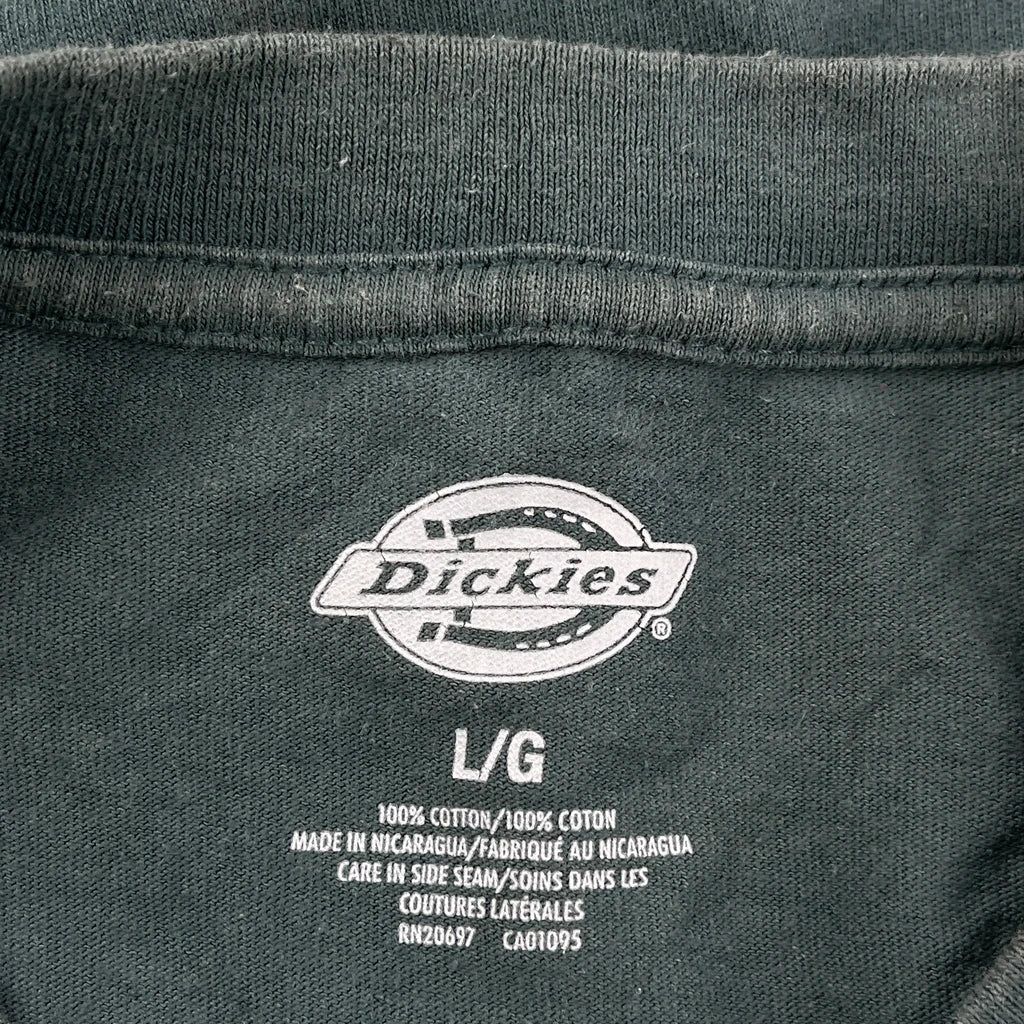 Dickies®
L/G
100% COTTON/100% COTON
MADE IN NICARAGUA/FABRIQUÉ AU NICARAGUA
CARE IN SIDE SEAM/SOINS DANS LES
COUTURES LATÉRALES
RN20697 CA01095